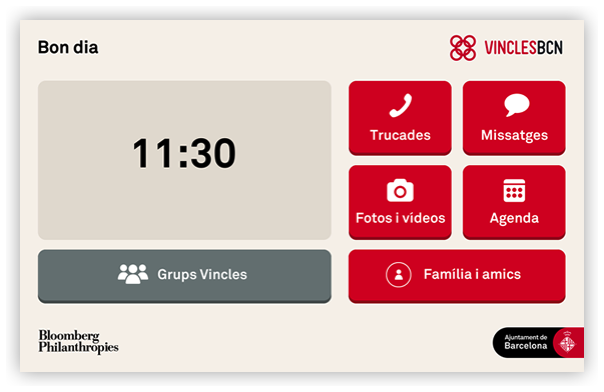 Bon dia
VINCLESBCN
11:30
Trucades
Missatges
Fotos i vídeos
Agenda
Grups Vincles
Família i amics
Bloomberg
Philanthropies
Ajuntament de
Barcelona